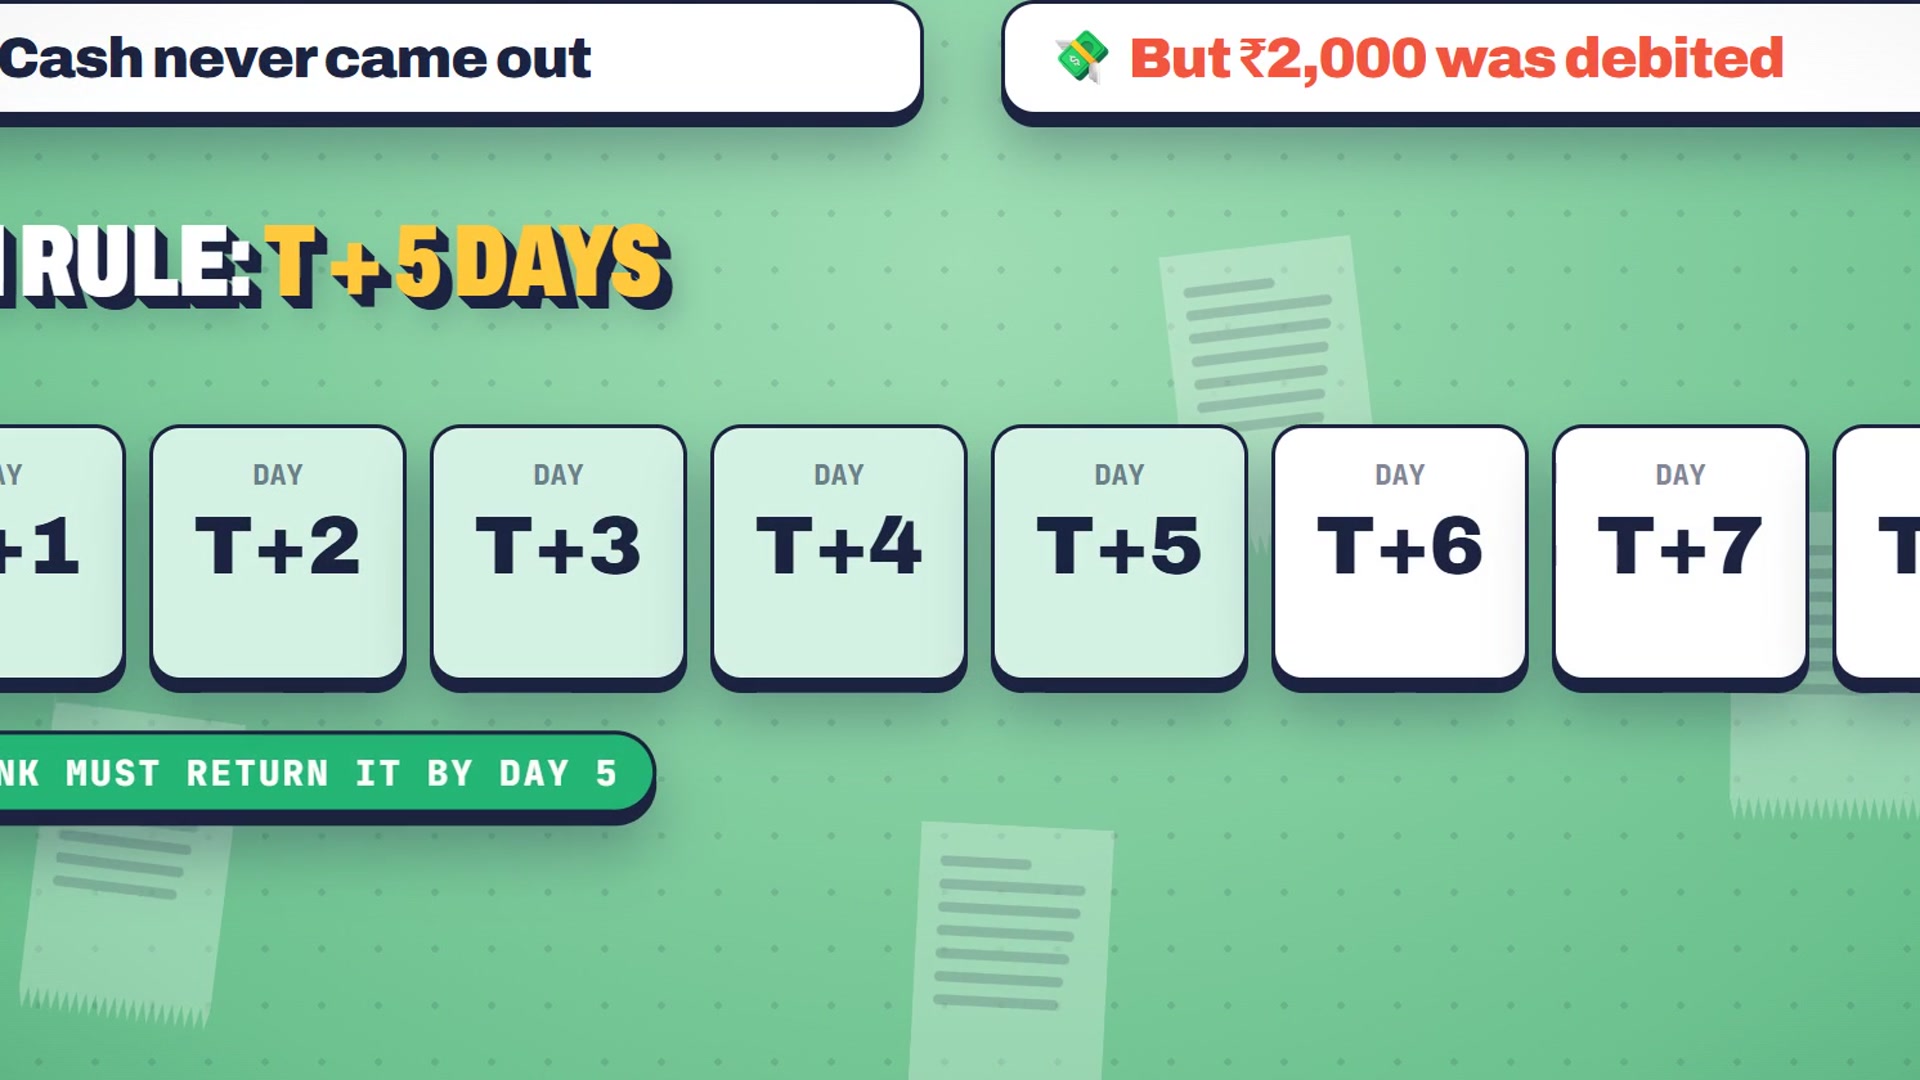 Cash never came out
But ₹2,000 was debited
RULE: T + 5 DAYS
DAY DAY DAY DAY DAY DAY
+1 T+2 T+3 T+4 T+5 T+6 T+7 T
MUST RETURN IT BY DAY 5